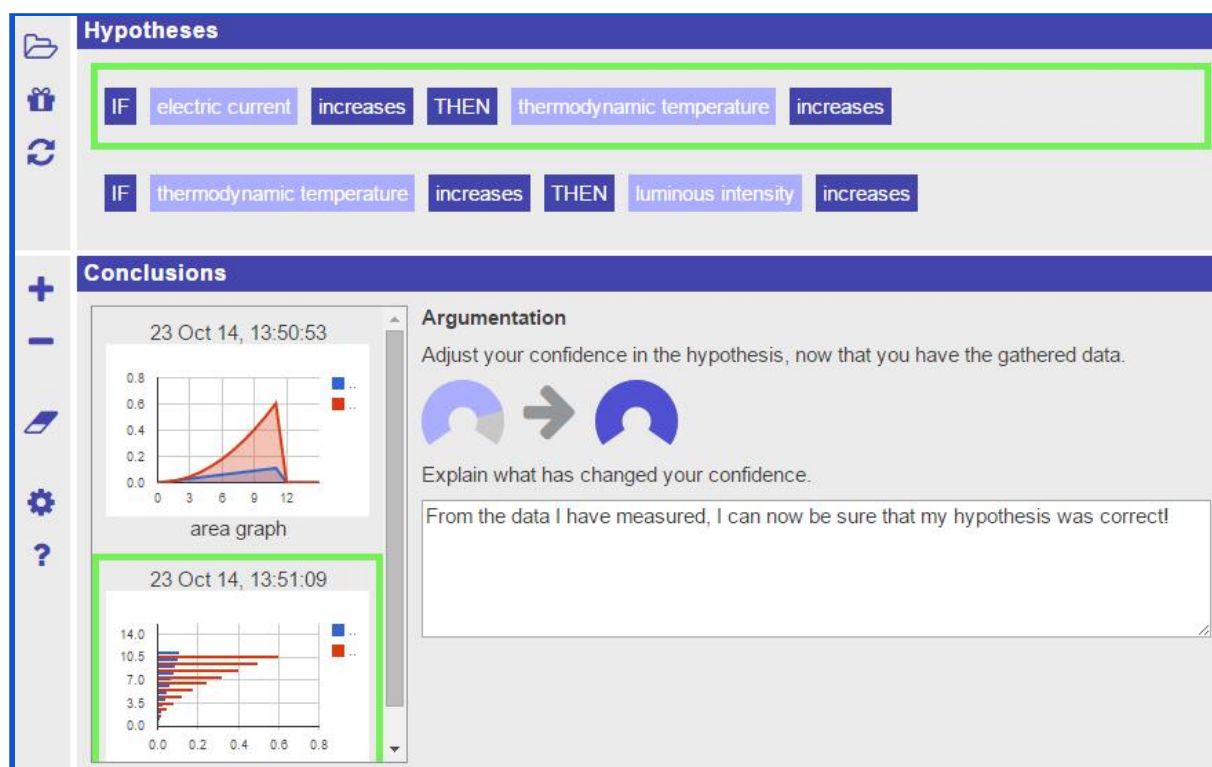 Hypotheses
IF electric current increases THEN thermodynamic temperature increases
IF thermodynamic temperature increases THEN luminous intensity increases
Conclusions
23 Oct 14, 13:50:53
0.8
0.6
0.4
0.2
0.0
0 3 6 9 12
..
..
area graph
23 Oct 14, 13:51:09
14.0
10.5
7.0
3.5
0.0
0.0 0.2 0.4 0.6 0.8
..
..
Argumentation
Adjust your confidence in the hypothesis, now that you have the gathered data.
Explain what has changed your confidence.
From the data I have measured, I can now be sure that my hypothesis was correct!